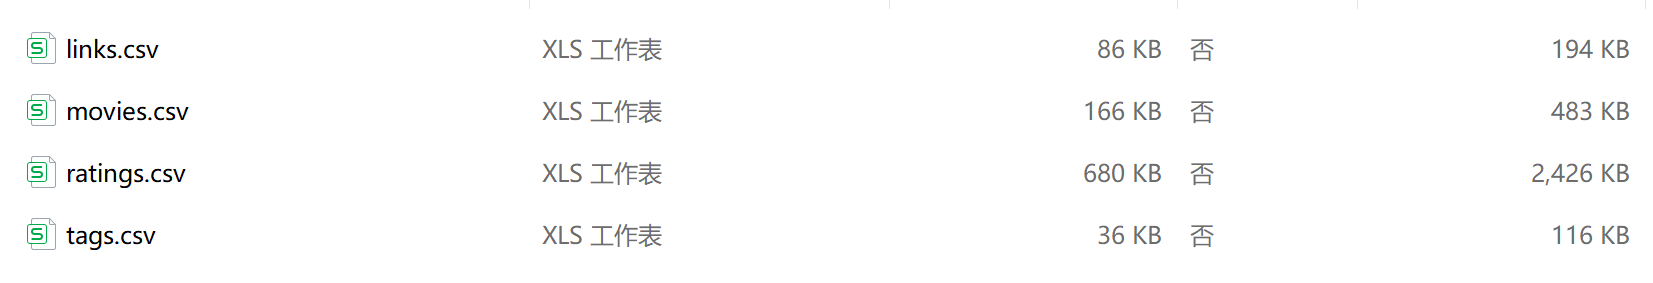 links.csv XLS 工作表 86 KB 否 194 KB
movies.csv XLS 工作表 166 KB 否 483 KB
ratings.csv XLS 工作表 680 KB 否 2,426 KB
tags.csv XLS 工作表 36 KB 否 116 KB